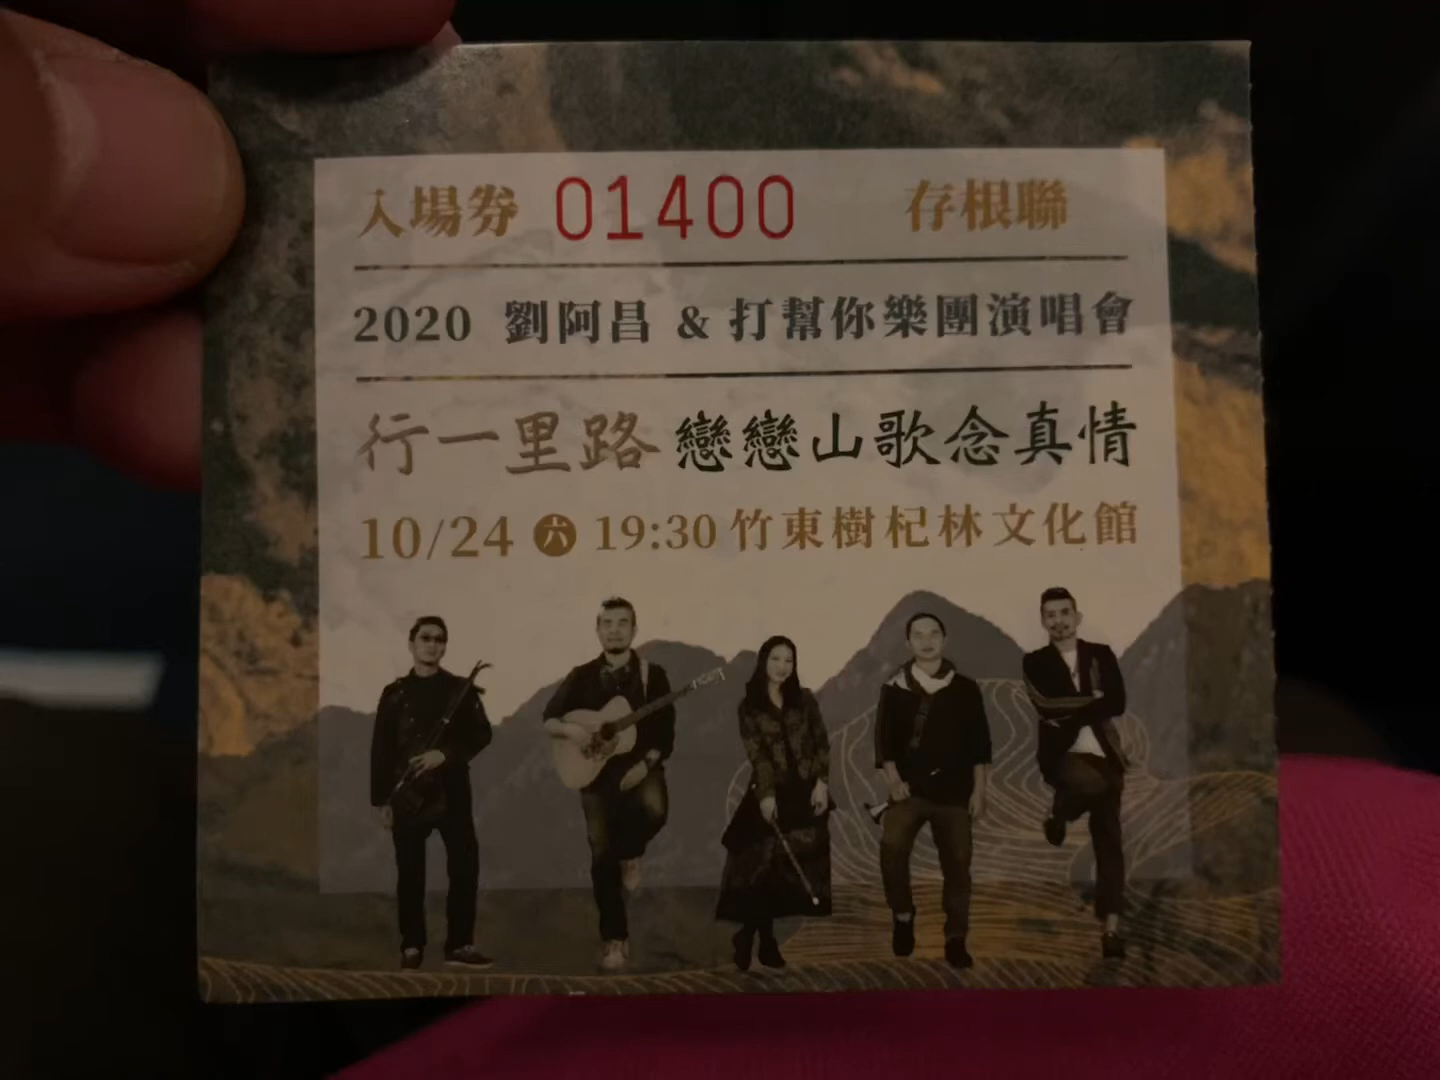 入場券 01400 存根聯
2020 劉阿昌 & 打幫你樂團演唱會
行一里路 戀戀山歌念真情
10/24 六 19:30 竹東樹杞林文化館